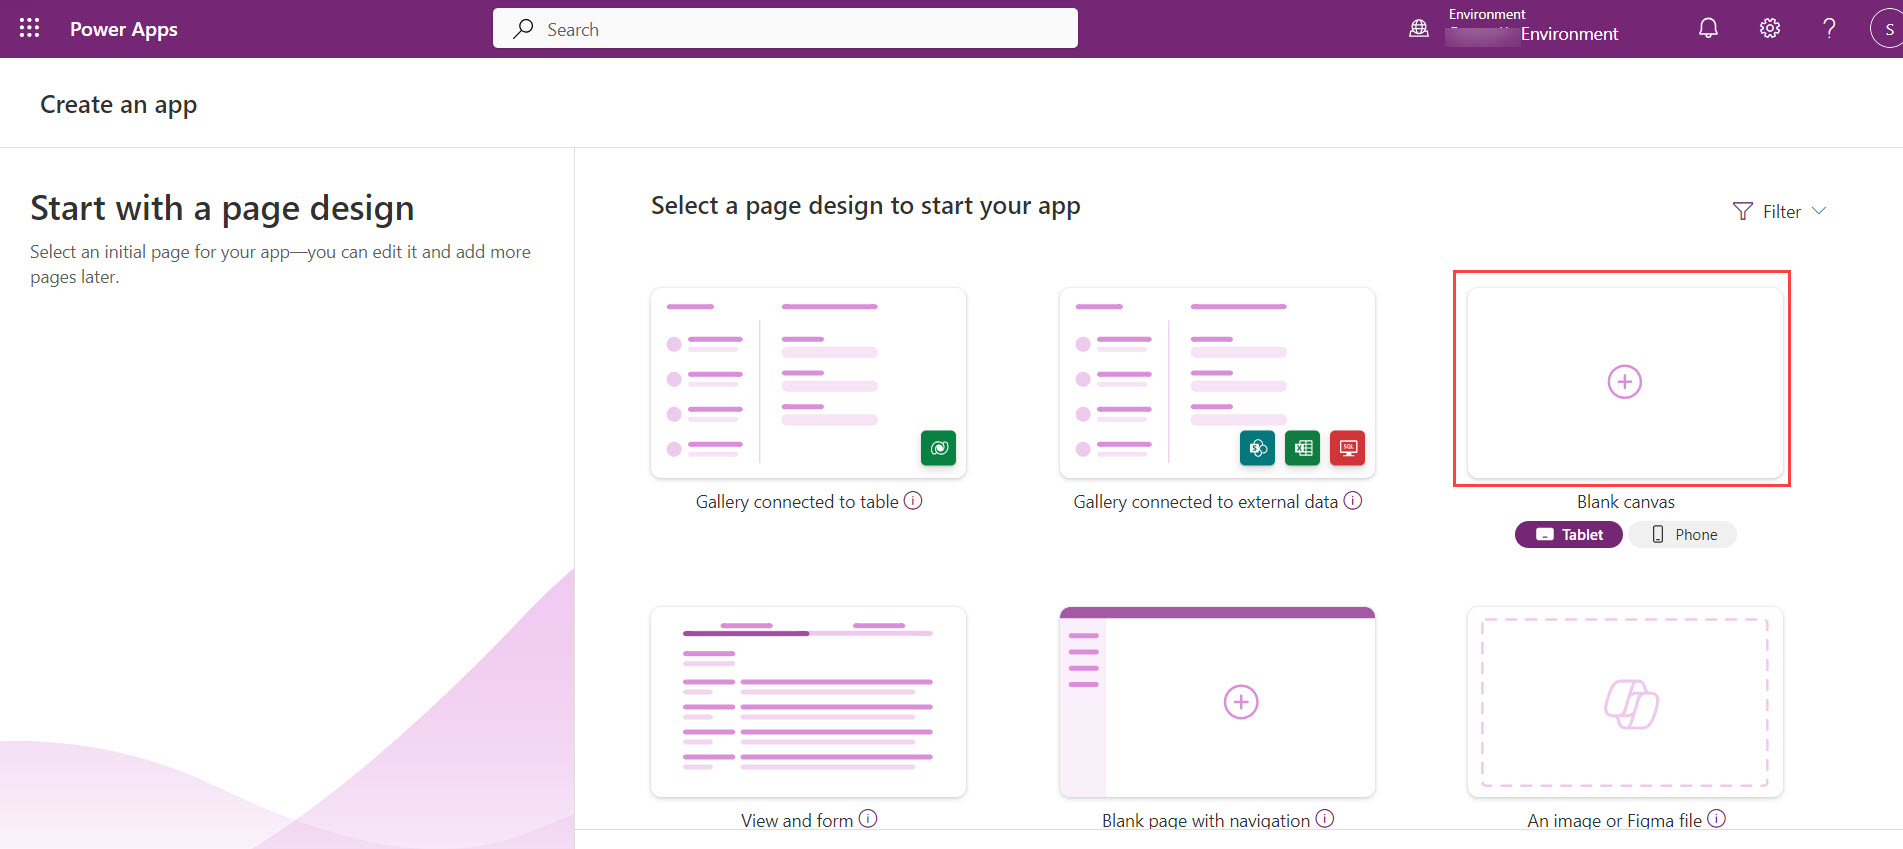 Power Apps
Search
Environment
Environment
S
Create an app
Start with a page design
Select an initial page for your app—you can edit it and add more
pages later.
Select a page design to start your app
Filter
S
X
SQL
Gallery connected to table
Gallery connected to external data
Blank canvas
Tablet
Phone
View and form
Blank page with navigation
An image or Figma file